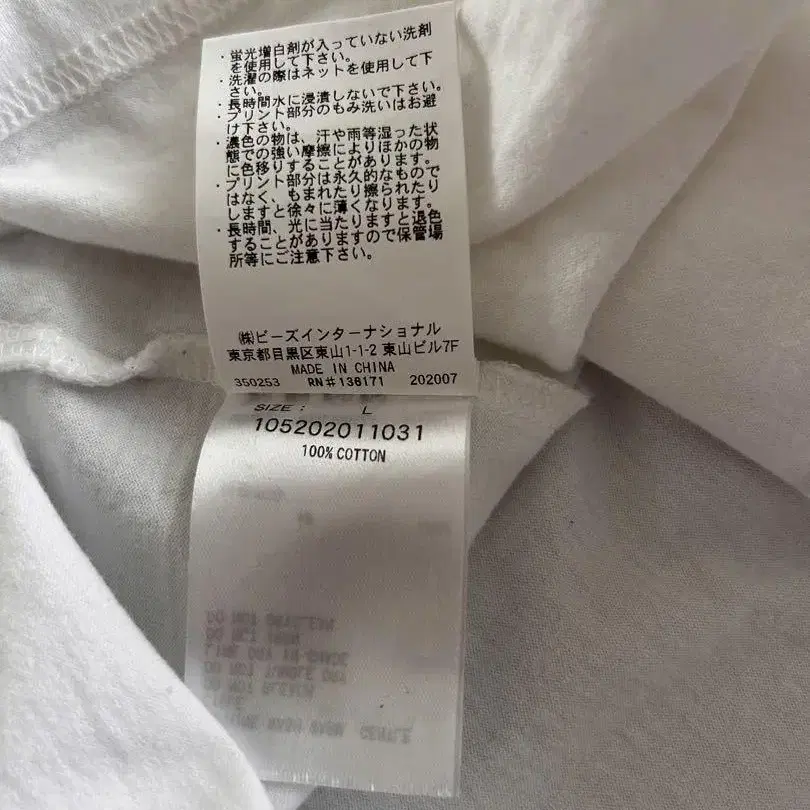 ・蛍光増白剤が入っていない洗剤
を使用して下さい。
・洗濯の際はネットを使用して下
さい。
・長時間水に浸漬しないで下さい。
・プリント部分のもみ洗いはお避
け下さい。
・濃色の物は、汗や雨等湿った状
態での強い摩擦によりほかの物
に色移りすることがあります。
・プリント部分は永久的なもので
はなく、もまれたり擦られたり
しますと徐々に薄くなります。
・長時間、光に当たりますと退色
することがありますので保管場
所等にご注意下さい。
㈱ビーズインターナショナル
東京都目黒区東山1-1-2 東山ビル7F
MADE IN CHINA
350253 RN#136171 202007
SIZE : L
105202011031
100% COTTON